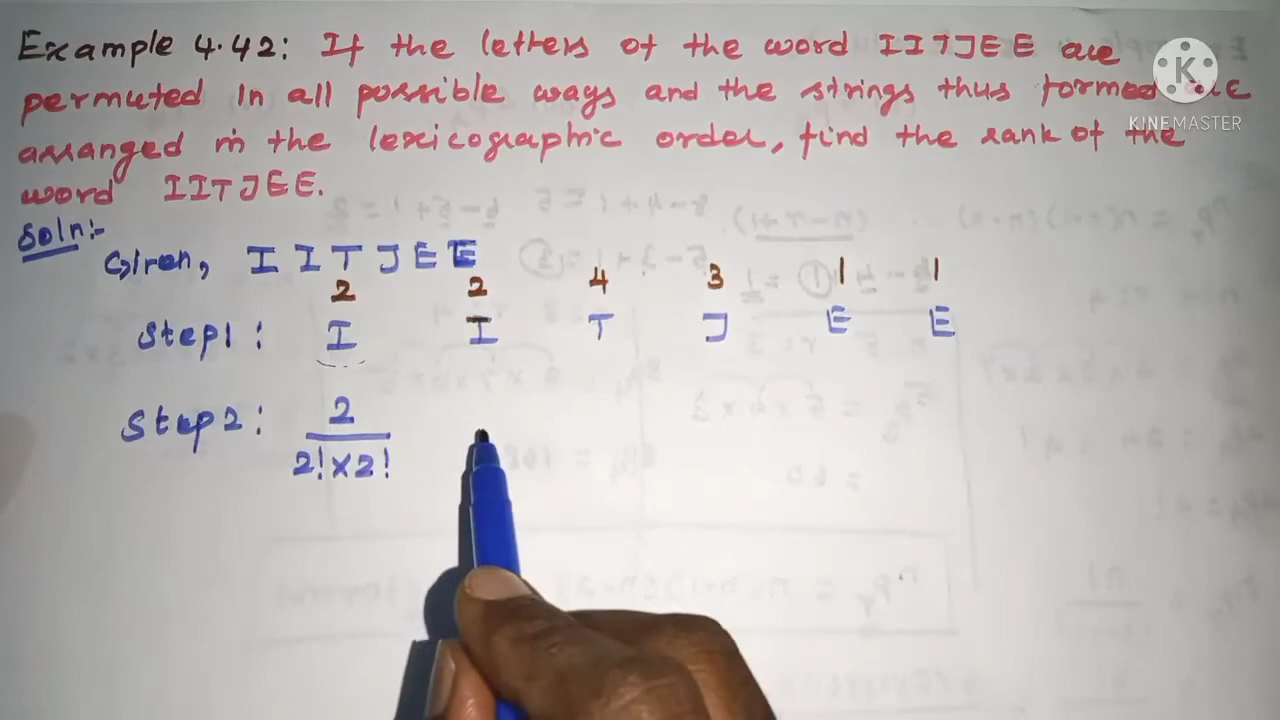 Example 4.42: If the letters of the word IITJEE are
permuted in all possible ways and the strings thus formed are
arranged in the lexicographic order, find the rank of the
word IITJEE.
Soln:-
Given, I I T J E E
2 2 4 3 1 1
Step1: I I T J E E
Step2: 2
2! × 2!
K
KINEMASTER